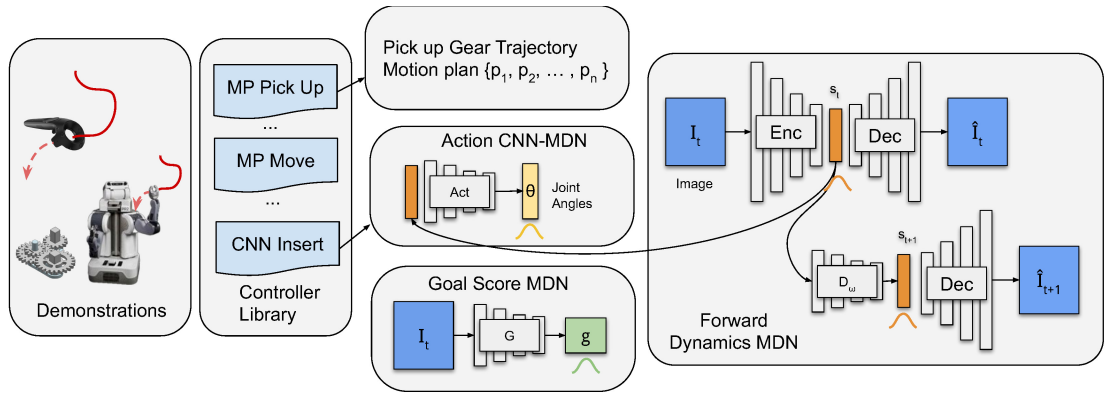 Demonstrations
MP Pick Up
...
MP Move
...
CNN Insert
Controller
Library
Pick up Gear Trajectory
Motion plan {p₁, p₂, … , pₙ }
Action CNN-MDN
Act
θ
Joint
Angles
Goal Score MDN
Iₜ
G
g
Iₜ
Image
Enc
sₜ
Dec
Îₜ
D_ω
sₜ₊₁
Dec
Îₜ₊₁
Forward
Dynamics MDN